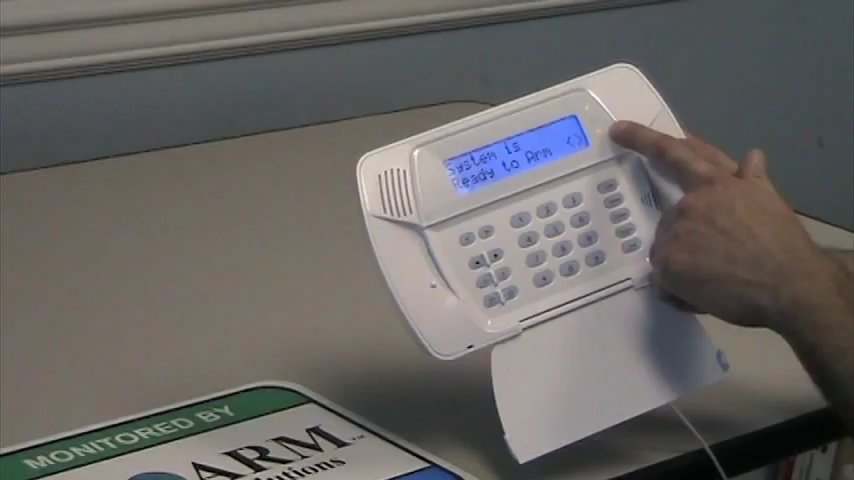 System is
Ready to Arm <>
MONITORED BY
ARM